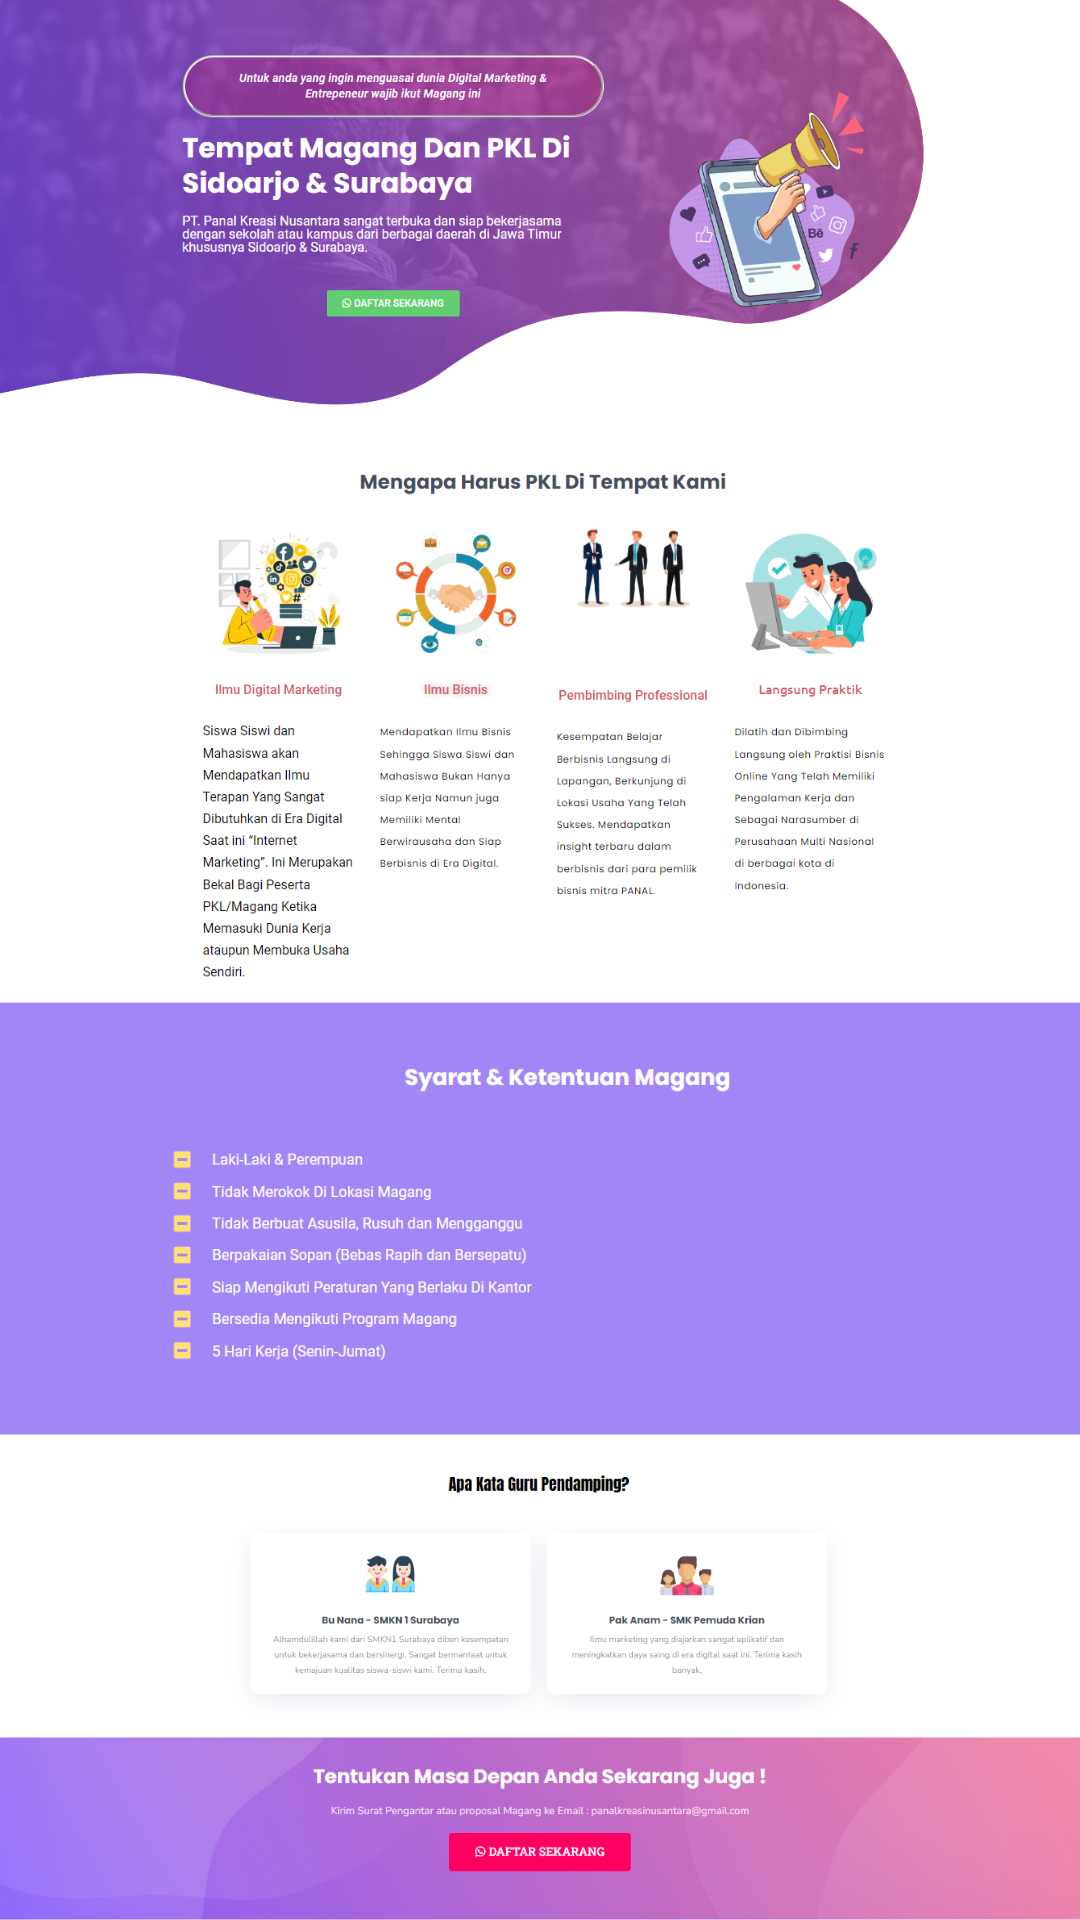 Untuk anda yang ingin menguasai dunia Digital Marketing &
Entrepeneur wajib ikut Magang ini
Tempat Magang Dan PKL Di
Sidoarjo & Surabaya
PT. Panal Kreasi Nusantara sangat terbuka dan siap bekerjasama
dengan sekolah atau kampus dari berbagai daerah di Jawa Timur
khususnya Sidoarjo & Surabaya.
DAFTAR SEKARANG
Bē
Mengapa Harus PKL Di Tempat Kami
Ilmu Digital Marketing
Siswa Siswi dan
Mahasiswa akan
Mendapatkan Ilmu
Terapan Yang Sangat
Dibutuhkan di Era Digital
Saat ini “Internet
Marketing”. Ini Merupakan
Bekal Bagi Peserta
PKL/Magang Ketika
Memasuki Dunia Kerja
ataupun Membuka Usaha
Sendiri.
Ilmu Bisnis
Mendapatkan Ilmu Bisnis
Sehingga Siswa Siswi dan
Mahasiswa Bukan Hanya
siap Kerja Namun juga
Memiliki Mental
Berwirausaha dan Siap
Berbisnis di Era Digital.
Pembimbing Professional
Kesempatan Belajar
Berbisnis Langsung di
Lapangan, Berkunjung di
Lokasi Usaha Yang Telah
Sukses. Mendapatkan
insight terbaru dalam
berbisnis dari para pemilik
bisnis mitra PANAL.
Langsung Praktik
Dilatih dan Dibimbing
Langsung oleh Praktisi Bisnis
Online Yang Telah Memiliki
Pengalaman Kerja dan
Sebagai Narasumber di
Perusahaan Multi Nasional
di berbagai kota di
Indonesia.
Syarat & Ketentuan Magang
Laki-Laki & Perempuan
Tidak Merokok Di Lokasi Magang
Tidak Berbuat Asusila, Rusuh dan Mengganggu
Berpakaian Sopan (Bebas Rapih dan Bersepatu)
Siap Mengikuti Peraturan Yang Berlaku Di Kantor
Bersedia Mengikuti Program Magang
5 Hari Kerja (Senin-Jumat)
Apa Kata Guru Pendamping?
Bu Nana - SMKN 1 Surabaya
Alhamdulillah kami dari SMKN1 Surabaya diberi kesempatan
untuk bekerjasama dan bersinergi. Sangat bermanfaat untuk
kemajuan kualitas siswa-siswi kami. Terima kasih.
Pak Anam - SMK Pemuda Krian
Ilmu marketing yang diajarkan sangat aplikatif dan
meningkatkan daya saing di era digital saat ini. Terima kasih
banyak.
Tentukan Masa Depan Anda Sekarang Juga !
Kirim Surat Pengantar atau proposal Magang ke Email : panalkreasinusantara@gmail.com
DAFTAR SEKARANG